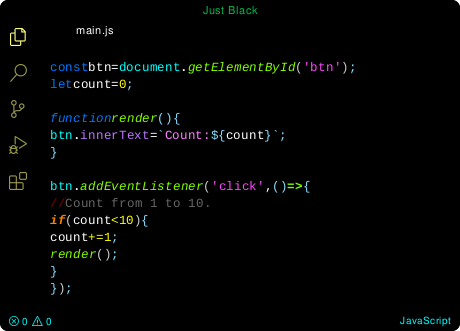 Just Black
main.js
constbtn=document.getElementById('btn');
letcount=0;
functionrender(){
btn.innerText=`Count:${count}`;
}
btn.addEventListener('click',()=>{
//Count from 1 to 10.
if(count<10){
count+=1;
render();
}
});
0 0
JavaScript